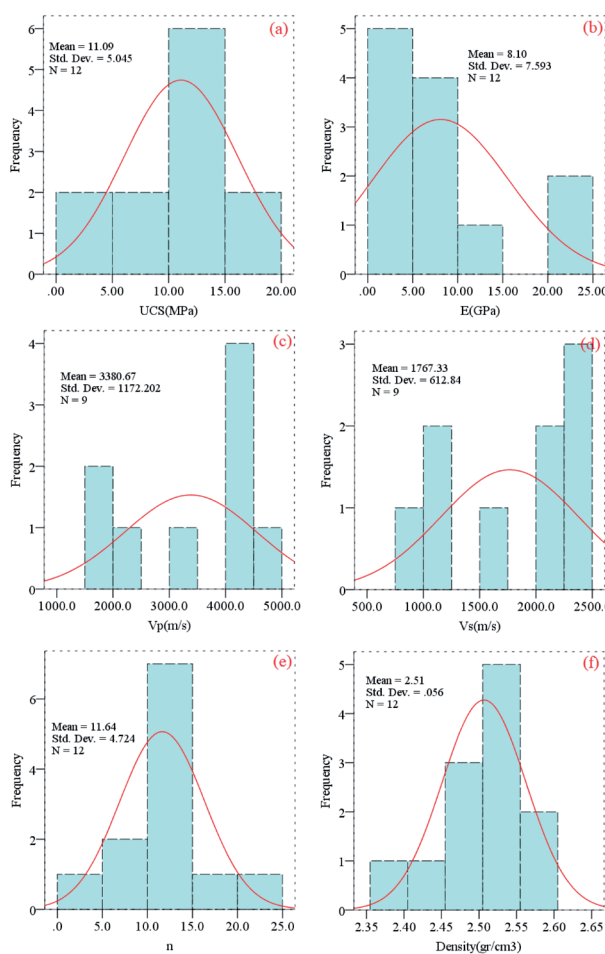 (a)
Mean = 11.09
Std. Dev. = 5.045
N = 12
Frequency
6
5
4
3
2
1
0
.00 5.00 10.00 15.00 20.00
UCS(MPa)
(b)
Mean = 8.10
Std. Dev. = 7.593
N = 12
Frequency
5
4
3
2
1
0
.00 5.00 10.00 15.00 20.00 25.00
E(GPa)
(c)
Mean = 3380.67
Std. Dev. = 1172.202
N = 9
Frequency
4
3
2
1
0
1000.0 2000.0 3000.0 4000.0 5000.0
Vp(m/s)
(d)
Mean = 1767.33
Std. Dev. = 612.84
N = 9
Frequency
3
2
1
0
500.0 1000.0 1500.0 2000.0 2500.0
Vs(m/s)
(e)
Mean = 11.64
Std. Dev. = 4.724
N = 12
Frequency
6
4
2
0
.0 5.0 10.0 15.0 20.0 25.0
n
(f)
Mean = 2.51
Std. Dev. = .056
N = 12
Frequency
5
4
3
2
1
0
2.35 2.40 2.45 2.50 2.55 2.60 2.65
Density(gr/cm3)